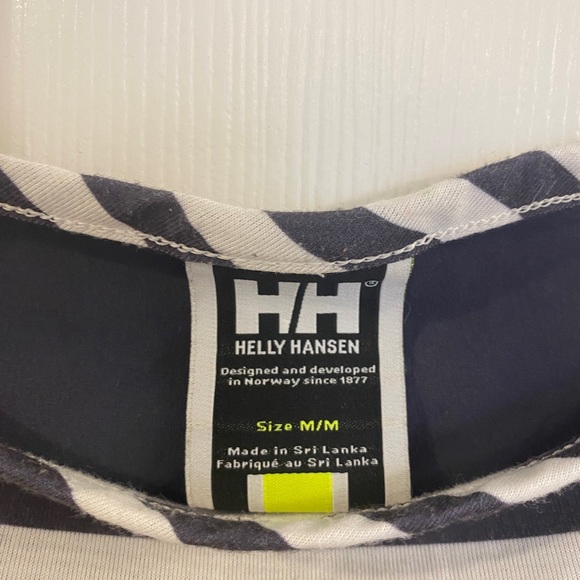 HH®
HELLY HANSEN
Designed and developed
in Norway since 1877
Size M/M
Made in Sri Lanka
Fabriqué au Sri Lanka